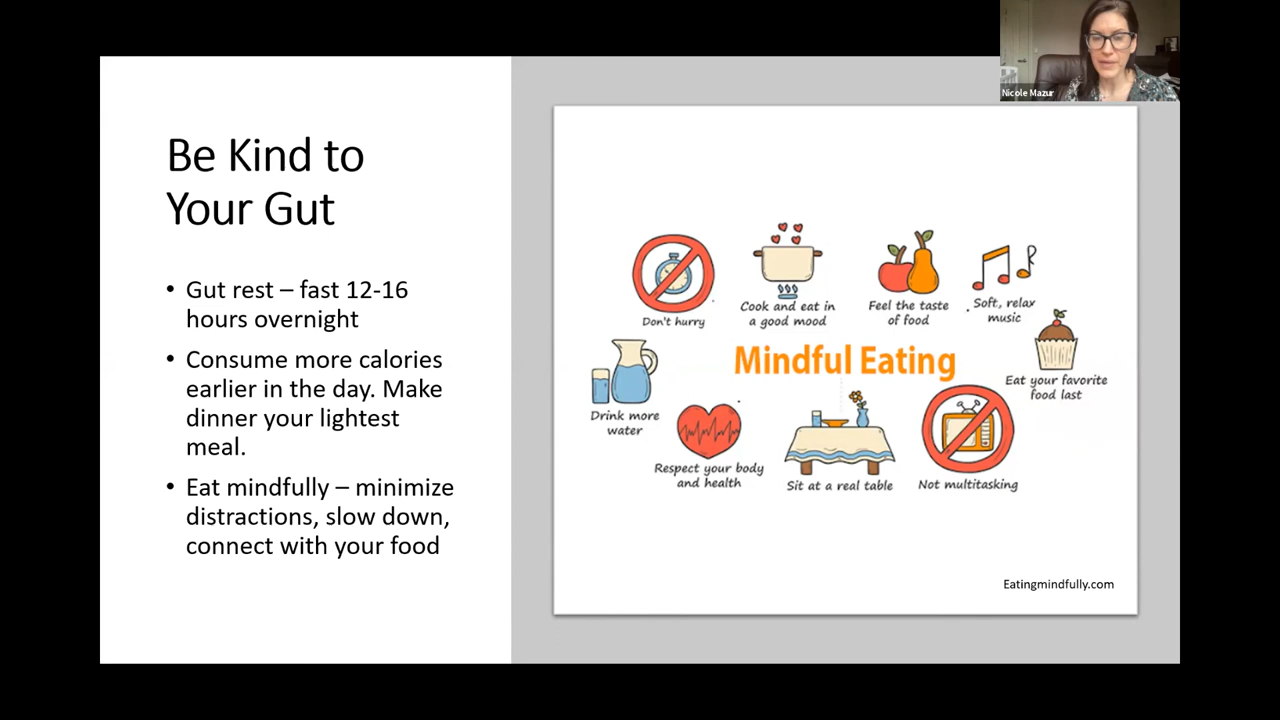 Nicole Mazur
Be Kind to
Your Gut
• Gut rest – fast 12-16
hours overnight
• Consume more calories
earlier in the day. Make
dinner your lightest
meal.
• Eat mindfully – minimize
distractions, slow down,
connect with your food
Don't hurry
Cook and eat in
a good mood
Feel the taste
of food
Soft, relax
music
Mindful Eating
Eat your favorite
food last
Drink more
water
Respect your body
and health
Sit at a real table
Not multitasking
Eatingmindfully.com